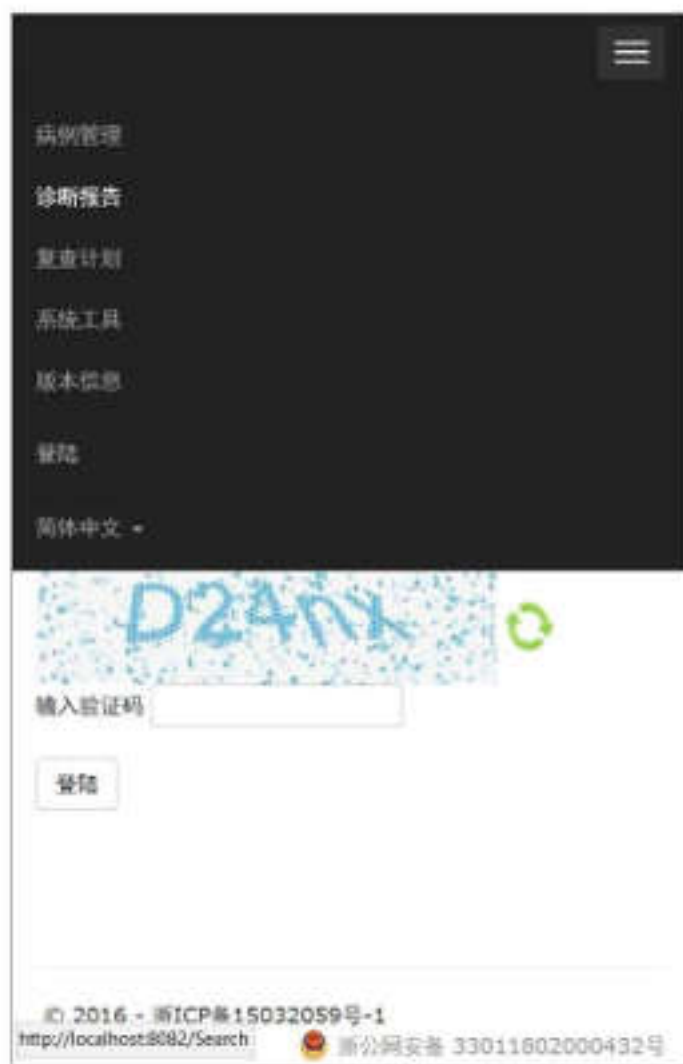 病例管理
诊断报告
复查计划
系统工具
版本信息
登陆
简体中文
D24nx
输入验证码
登陆
© 2016 - 浙ICP备15032059号-1
http://localhost:8082/Search
浙公网安备 33011802000432号